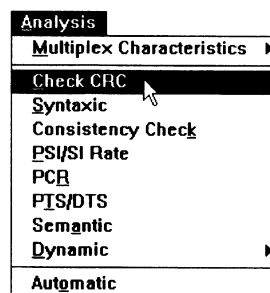 Analysis
Multiplex Characteristics
Check CRC
Syntaxic
Consistency Check
PSI/SI Rate
PCR
PTS/DTS
Semantic
Dynamic
Automatic